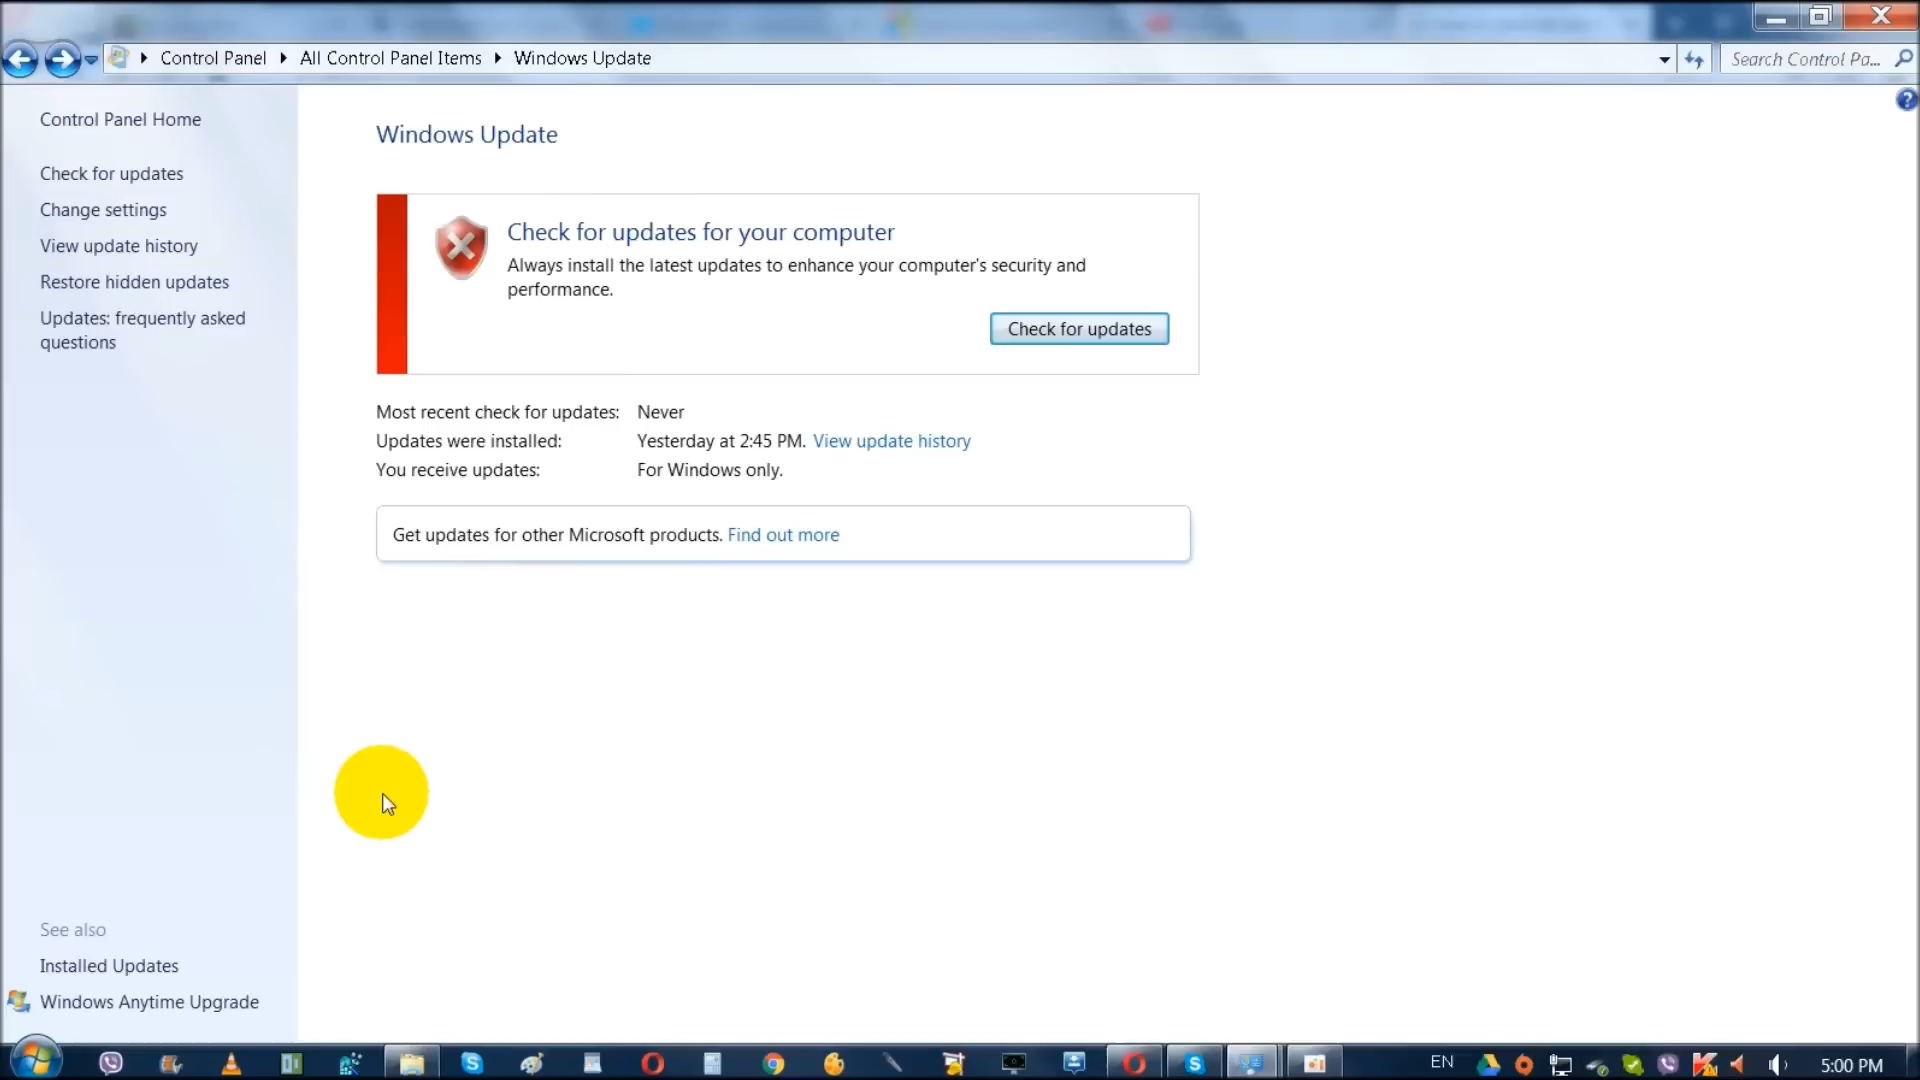 Control Panel
All Control Panel Items
Windows Update
Search Control Pa...
Control Panel Home
Check for updates
Change settings
View update history
Restore hidden updates
Updates: frequently asked
questions
Windows Update
Check for updates for your computer
Always install the latest updates to enhance your computer's security and
performance.
Check for updates
Most recent check for updates: Never
Updates were installed: Yesterday at 2:45 PM. View update history
You receive updates: For Windows only.
Get updates for other Microsoft products. Find out more
See also
Installed Updates
Windows Anytime Upgrade
EN
5:00 PM